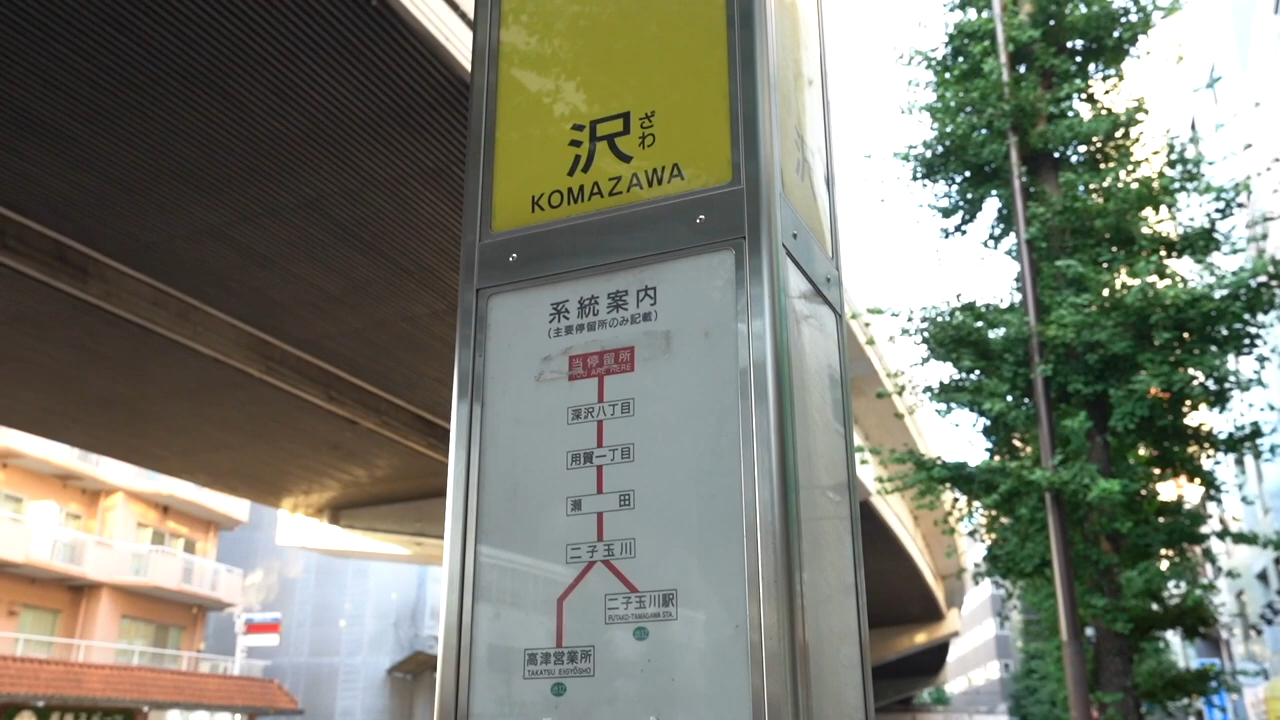 沢
ざわ
KOMAZAWA
系統案内
(主要停留所のみ記載)
当停留所
YOU ARE HERE
深沢八丁目
用賀一丁目
瀬田
二子玉川
二子玉川駅
FUTAKO-TAMAGAWA STA.
高津営業所
TAKATSU EIGYŌSHO